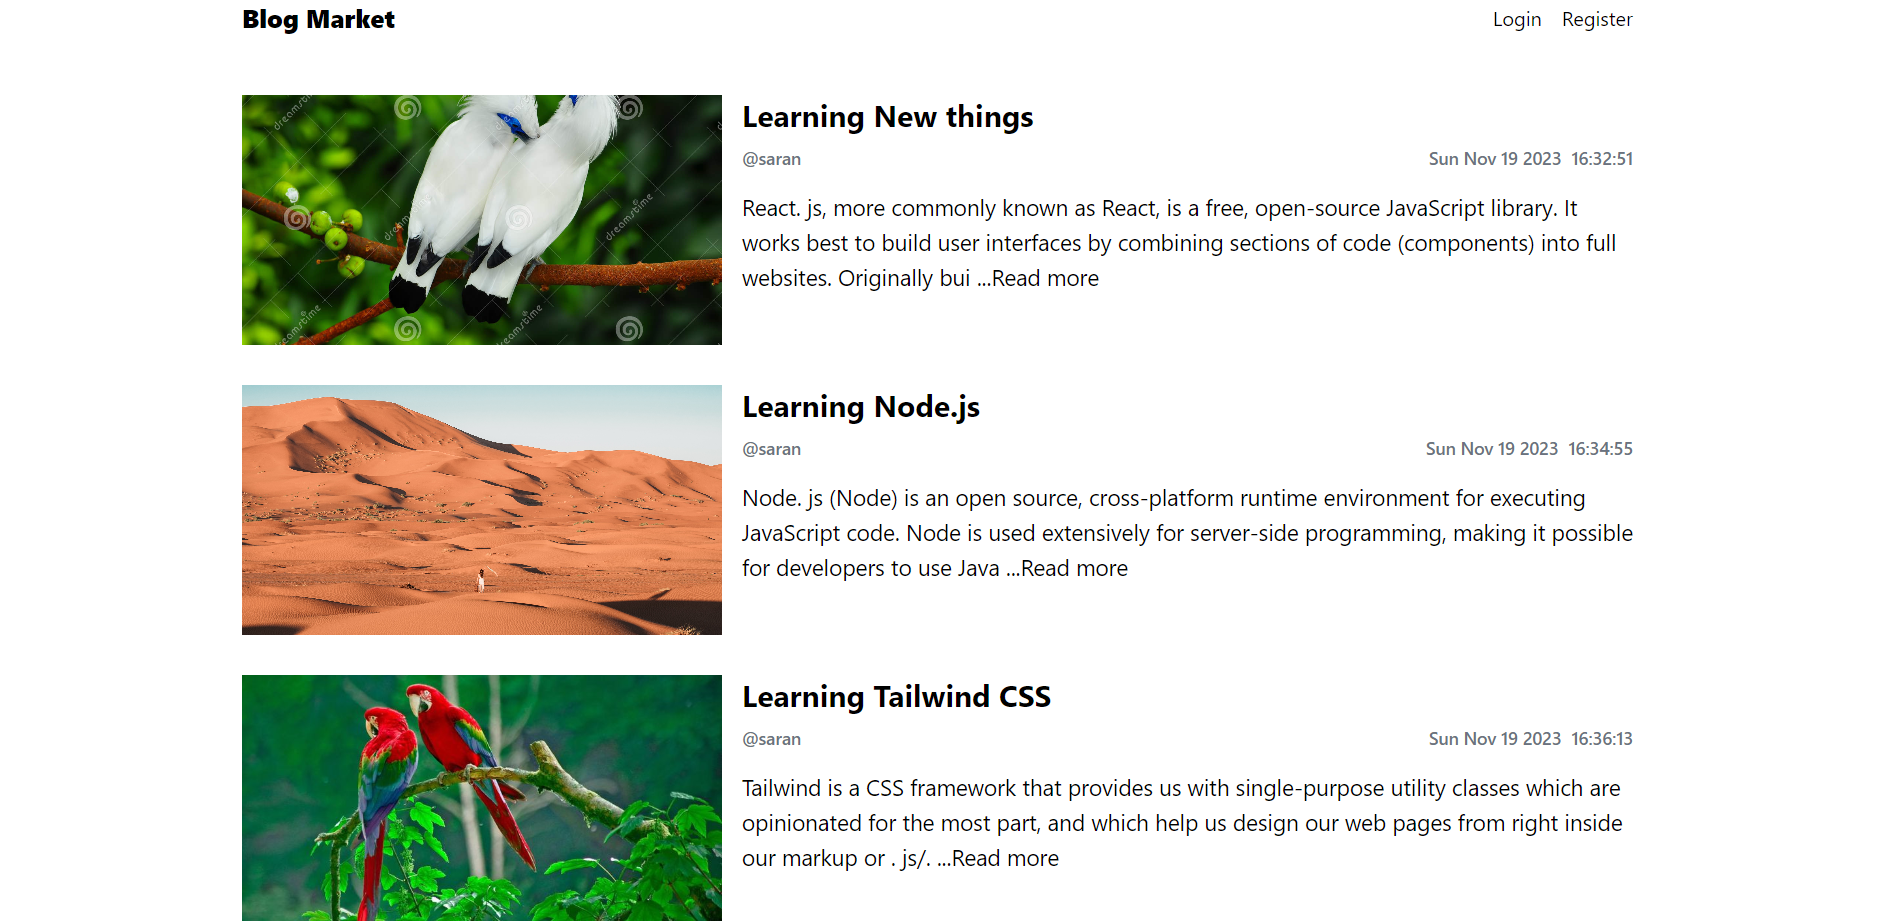 Blog Market
Login Register
Learning New things
@saran Sun Nov 19 2023 16:32:51
React. js, more commonly known as React, is a free, open-source JavaScript library. It
works best to build user interfaces by combining sections of code (components) into full
websites. Originally bui ...Read more
dreamstime
dreamstime
dreamstime
dreamstime
Learning Node.js
@saran Sun Nov 19 2023 16:34:55
Node. js (Node) is an open source, cross-platform runtime environment for executing
JavaScript code. Node is used extensively for server-side programming, making it possible
for developers to use Java ...Read more
Learning Tailwind CSS
@saran Sun Nov 19 2023 16:36:13
Tailwind is a CSS framework that provides us with single-purpose utility classes which are
opinionated for the most part, and which help us design our web pages from right inside
our markup or . js/. ...Read more